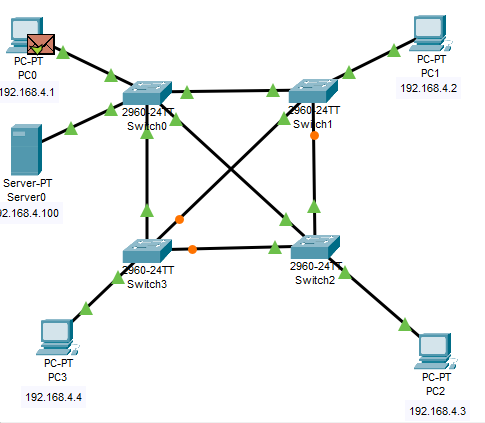 PC-PT
PC0
192.168.4.1
PC-PT
PC1
192.168.4.2
2960-24TT
Switch0
2960-24TT
Switch1
Server-PT
Server0
92.168.4.100
2960-24TT
Switch3
2960-24TT
Switch2
PC-PT
PC3
192.168.4.4
PC-PT
PC2
192.168.4.3